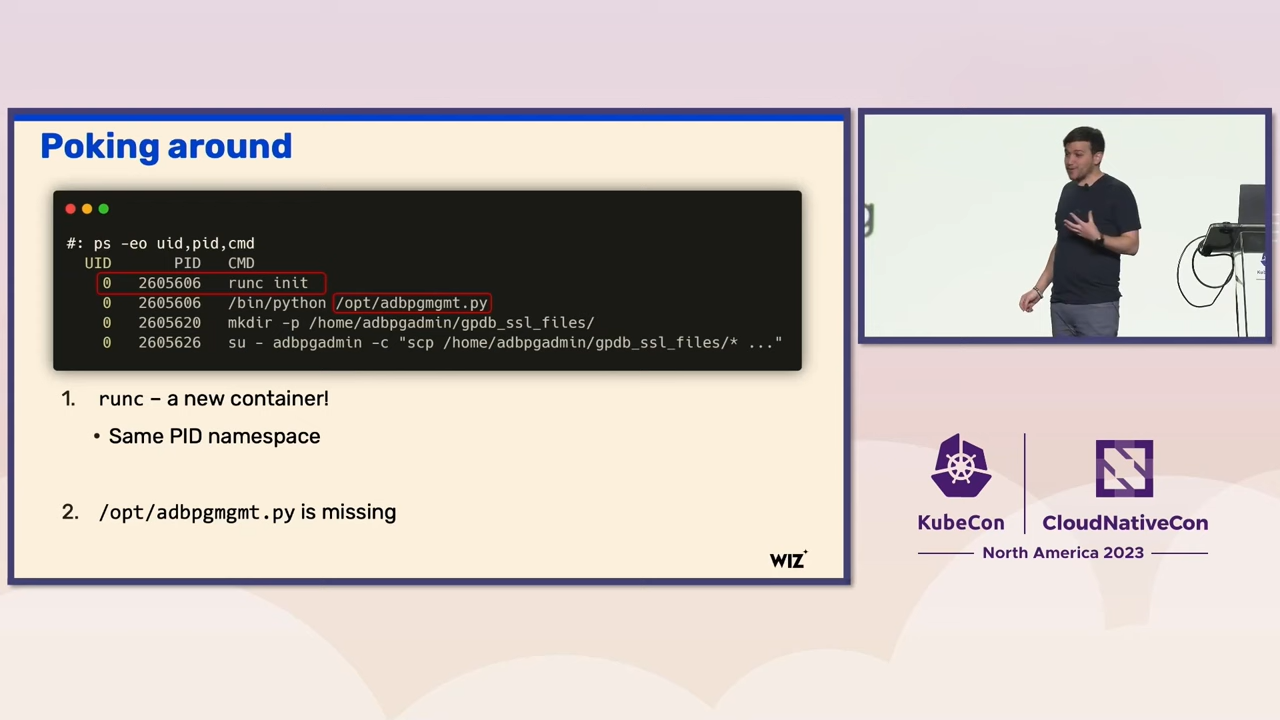 Poking around
#: ps -eo uid,pid,cmd
UID PID CMD
0 2605606 runc init
0 2605606 /bin/python /opt/adbpgmgmt.py
0 2605620 mkdir -p /home/adbpgadmin/gpdb_ssl_files/
0 2605626 su - adbpgadmin -c "scp /home/adbpgadmin/gpdb_ssl_files/* ..."
1. runc – a new container!
• Same PID namespace
2. /opt/adbpgmgmt.py is missing
WIZ
g
KubeCon
CloudNativeCon
North America 2023